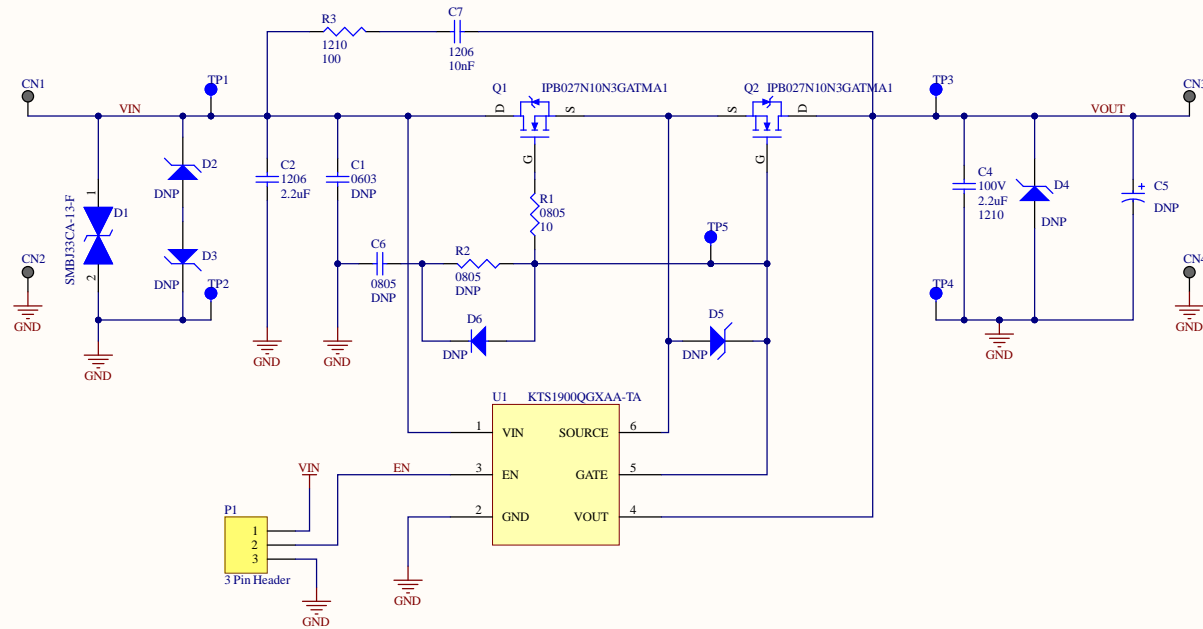 R3
1210
100
C7
1206
10nF
CN1
TP1
VIN
Q1
IPB027N10N3GATMA1
D
S
G
Q2
IPB027N10N3GATMA1
S
D
G
TP3
VOUT
CN3
D2
DNP
C2
1206
2.2uF
C1
0603
DNP
C4
100V
2.2uF
1210
D4
DNP
C5
+
DNP
1
D1
2
SMBJ33CA-13-F
R1
0805
10
CN2
GND
D3
DNP
TP2
C6
0805
DNP
R2
0805
DNP
TP5
TP4
CN4
GND
GND
GND
GND
D6
DNP
D5
DNP
GND
U1
KTS1900QGXAA-TA
1
VIN
SOURCE
6
VIN
EN
3
EN
GATE
5
2
GND
VOUT
4
P1
1
2
3
3 Pin Header
GND
GND